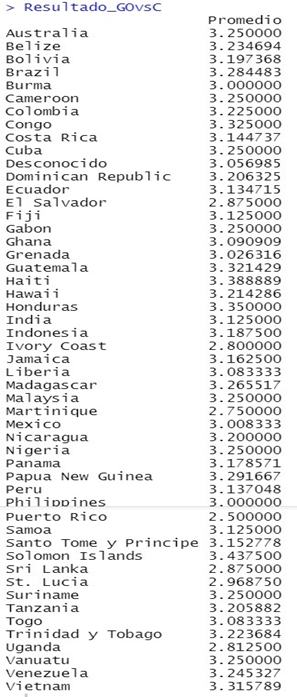 > Resultado_GOvsC
Promedio
Australia 3.250000
Belize 3.234694
Bolivia 3.197368
Brazil 3.284483
Burma 3.000000
Cameroon 3.250000
Colombia 3.225000
Congo 3.325000
Costa Rica 3.144737
Cuba 3.250000
Desconocido 3.056985
Dominican Republic 3.206325
Ecuador 3.134715
El Salvador 2.875000
Fiji 3.125000
Gabon 3.250000
Ghana 3.090909
Grenada 3.026316
Guatemala 3.321429
Haiti 3.388889
Hawaii 3.214286
Honduras 3.350000
India 3.125000
Indonesia 3.187500
Ivory Coast 2.800000
Jamaica 3.162500
Liberia 3.083333
Madagascar 3.265517
Malaysia 3.250000
Martinique 2.750000
Mexico 3.008333
Nicaragua 3.200000
Nigeria 3.250000
Panama 3.178571
Papua New Guinea 3.291667
Peru 3.137048
Philippines 3.000000
Puerto Rico 2.500000
Samoa 3.125000
Santo Tome y Principe 3.152778
Solomon Islands 3.437500
Sri Lanka 2.875000
St. Lucia 2.968750
Suriname 3.250000
Tanzania 3.205882
Togo 3.083333
Trinidad y Tobago 3.223684
Uganda 2.812500
Vanuatu 3.250000
Venezuela 3.245327
Vietnam 3.315789